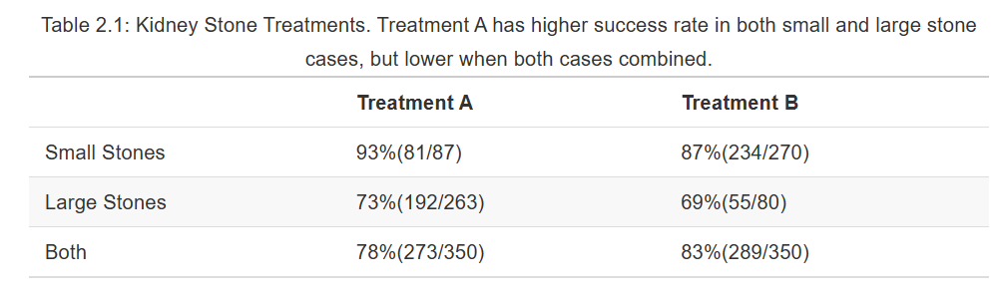 Table 2.1: Kidney Stone Treatments. Treatment A has higher success rate in both small and large stone
cases, but lower when both cases combined.
Treatment A Treatment B
Small Stones 93%(81/87) 87%(234/270)
Large Stones 73%(192/263) 69%(55/80)
Both 78%(273/350) 83%(289/350)